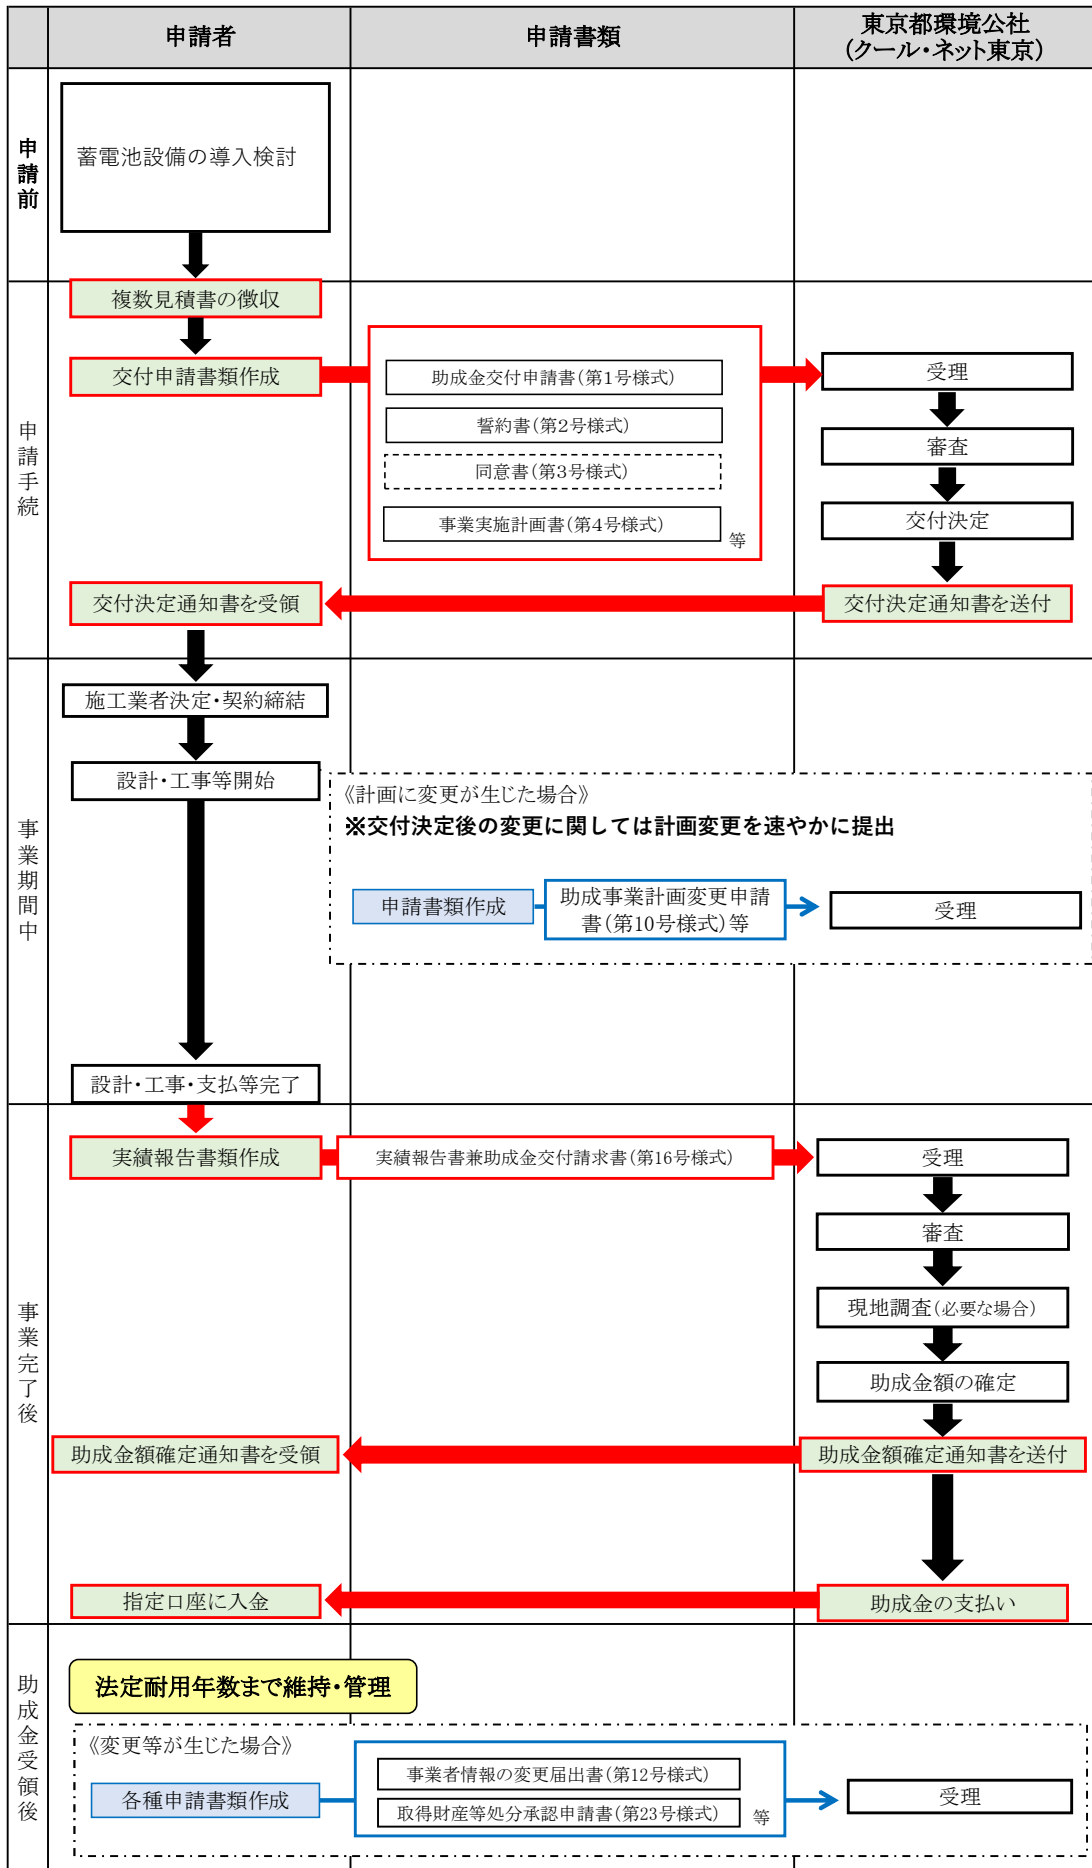 申請者
申請書類
東京都環境公社
(クール・ネット東京)
申請前
蓄電池設備の導入検討
申請手続
複数見積書の徴収
交付申請書類作成
助成金交付申請書(第1号様式)
誓約書(第2号様式)
同意書(第3号様式)
事業実施計画書(第4号様式)
等
受理
審査
交付決定
交付決定通知書を送付
交付決定通知書を受領
事業期間中
施工業者決定・契約締結
設計・工事等開始
《計画に変更が生じた場合》
※交付決定後の変更に関しては計画変更を速やかに提出
申請書類作成
助成事業計画変更申請
書(第10号様式)等
受理
設計・工事・支払等完了
事業完了後
実績報告書類作成
実績報告書兼助成金交付請求書(第16号様式)
受理
審査
現地調査(必要な場合)
助成金額の確定
助成金額確定通知書を送付
助成金額確定通知書を受領
助成金の支払い
指定口座に入金
助成金受領後
法定耐用年数まで維持・管理
《変更等が生じた場合》
各種申請書類作成
事業者情報の変更届出書(第12号様式)
取得財産等処分承認申請書(第23号様式)
等
受理